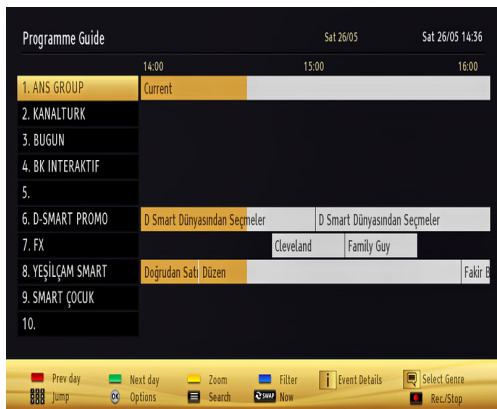 Programme Guide Sat 26/05 Sat 26/05 14:36
14:00 15:00 16:00
1. ANS GROUP Current
2. KANALTURK
3. BUGUN
4. BK INTERAKTIF
5.
6. D-SMART PROMO D Smart Dünyasından Seçmeler D Smart Dünyasından Seçmeler
7. FX Cleveland Family Guy
8. YEŞİLÇAM SMART Doğrudan Satı Düzen Fakir B
9. SMART ÇOCUK
10.
Prev day Next day Zoom Filter i Event Details Select Genre
Jump OK Options Search SWAP Now Rec./Stop